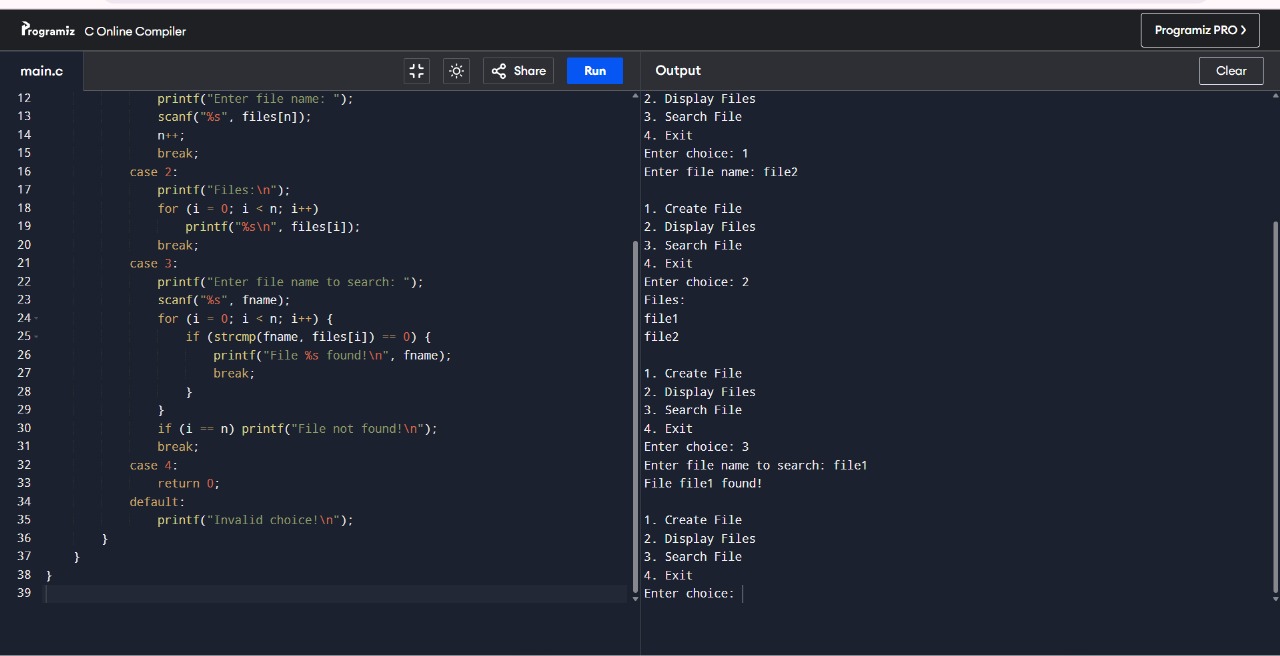 Programiz C Online Compiler
Programiz PRO >
main.c
Share
Run
Output
Clear
12 printf("Enter file name: ");
13 scanf("%s", files[n]);
14 n++;
15 break;
16 case 2:
17 printf("Files:\n");
18 for (i = 0; i < n; i++)
19 printf("%s\n", files[i]);
20 break;
21 case 3:
22 printf("Enter file name to search: ");
23 scanf("%s", fname);
24 for (i = 0; i < n; i++) {
25 if (strcmp(fname, files[i]) == 0) {
26 printf("File %s found!\n", fname);
27 break;
28 }
29 }
30 if (i == n) printf("File not found!\n");
31 break;
32 case 4:
33 return 0;
34 default:
35 printf("Invalid choice!\n");
36 }
37 }
38 }
39
2. Display Files
3. Search File
4. Exit
Enter choice: 1
Enter file name: file2
1. Create File
2. Display Files
3. Search File
4. Exit
Enter choice: 2
Files:
file1
file2
1. Create File
2. Display Files
3. Search File
4. Exit
Enter choice: 3
Enter file name to search: file1
File file1 found!
1. Create File
2. Display Files
3. Search File
4. Exit
Enter choice: